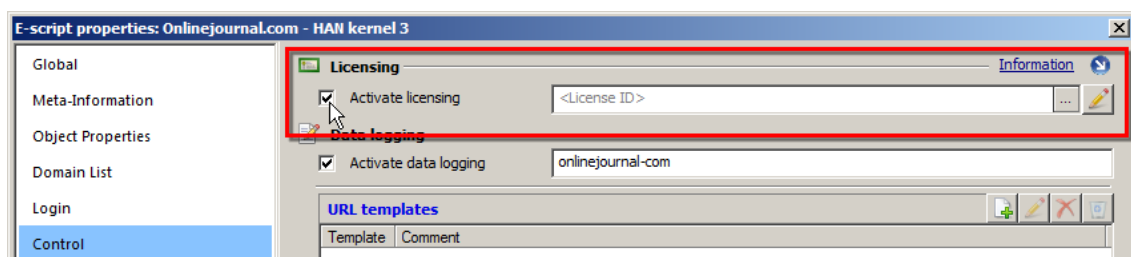 E-script properties: Onlinejournal.com - HAN kernel 3
Global
Meta-Information
Object Properties
Domain List
Login
Control
Licensing
Information
Activate licensing
<License ID>
...
Data logging
Activate data logging
onlinejournal-com
URL templates
Template Comment